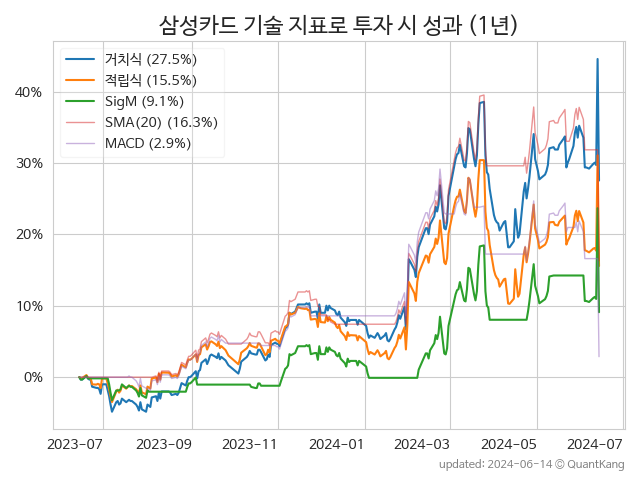 삼성카드 기술 지표로 투자 시 성과 (1년)
거치식 (27.5%)
적립식 (15.5%)
SigM (9.1%)
SMA(20) (16.3%)
MACD (2.9%)
40%
30%
20%
10%
0%
2023-07 2023-09 2023-11 2024-01 2024-03 2024-05 2024-07
updated: 2024-06-14 © QuantKang